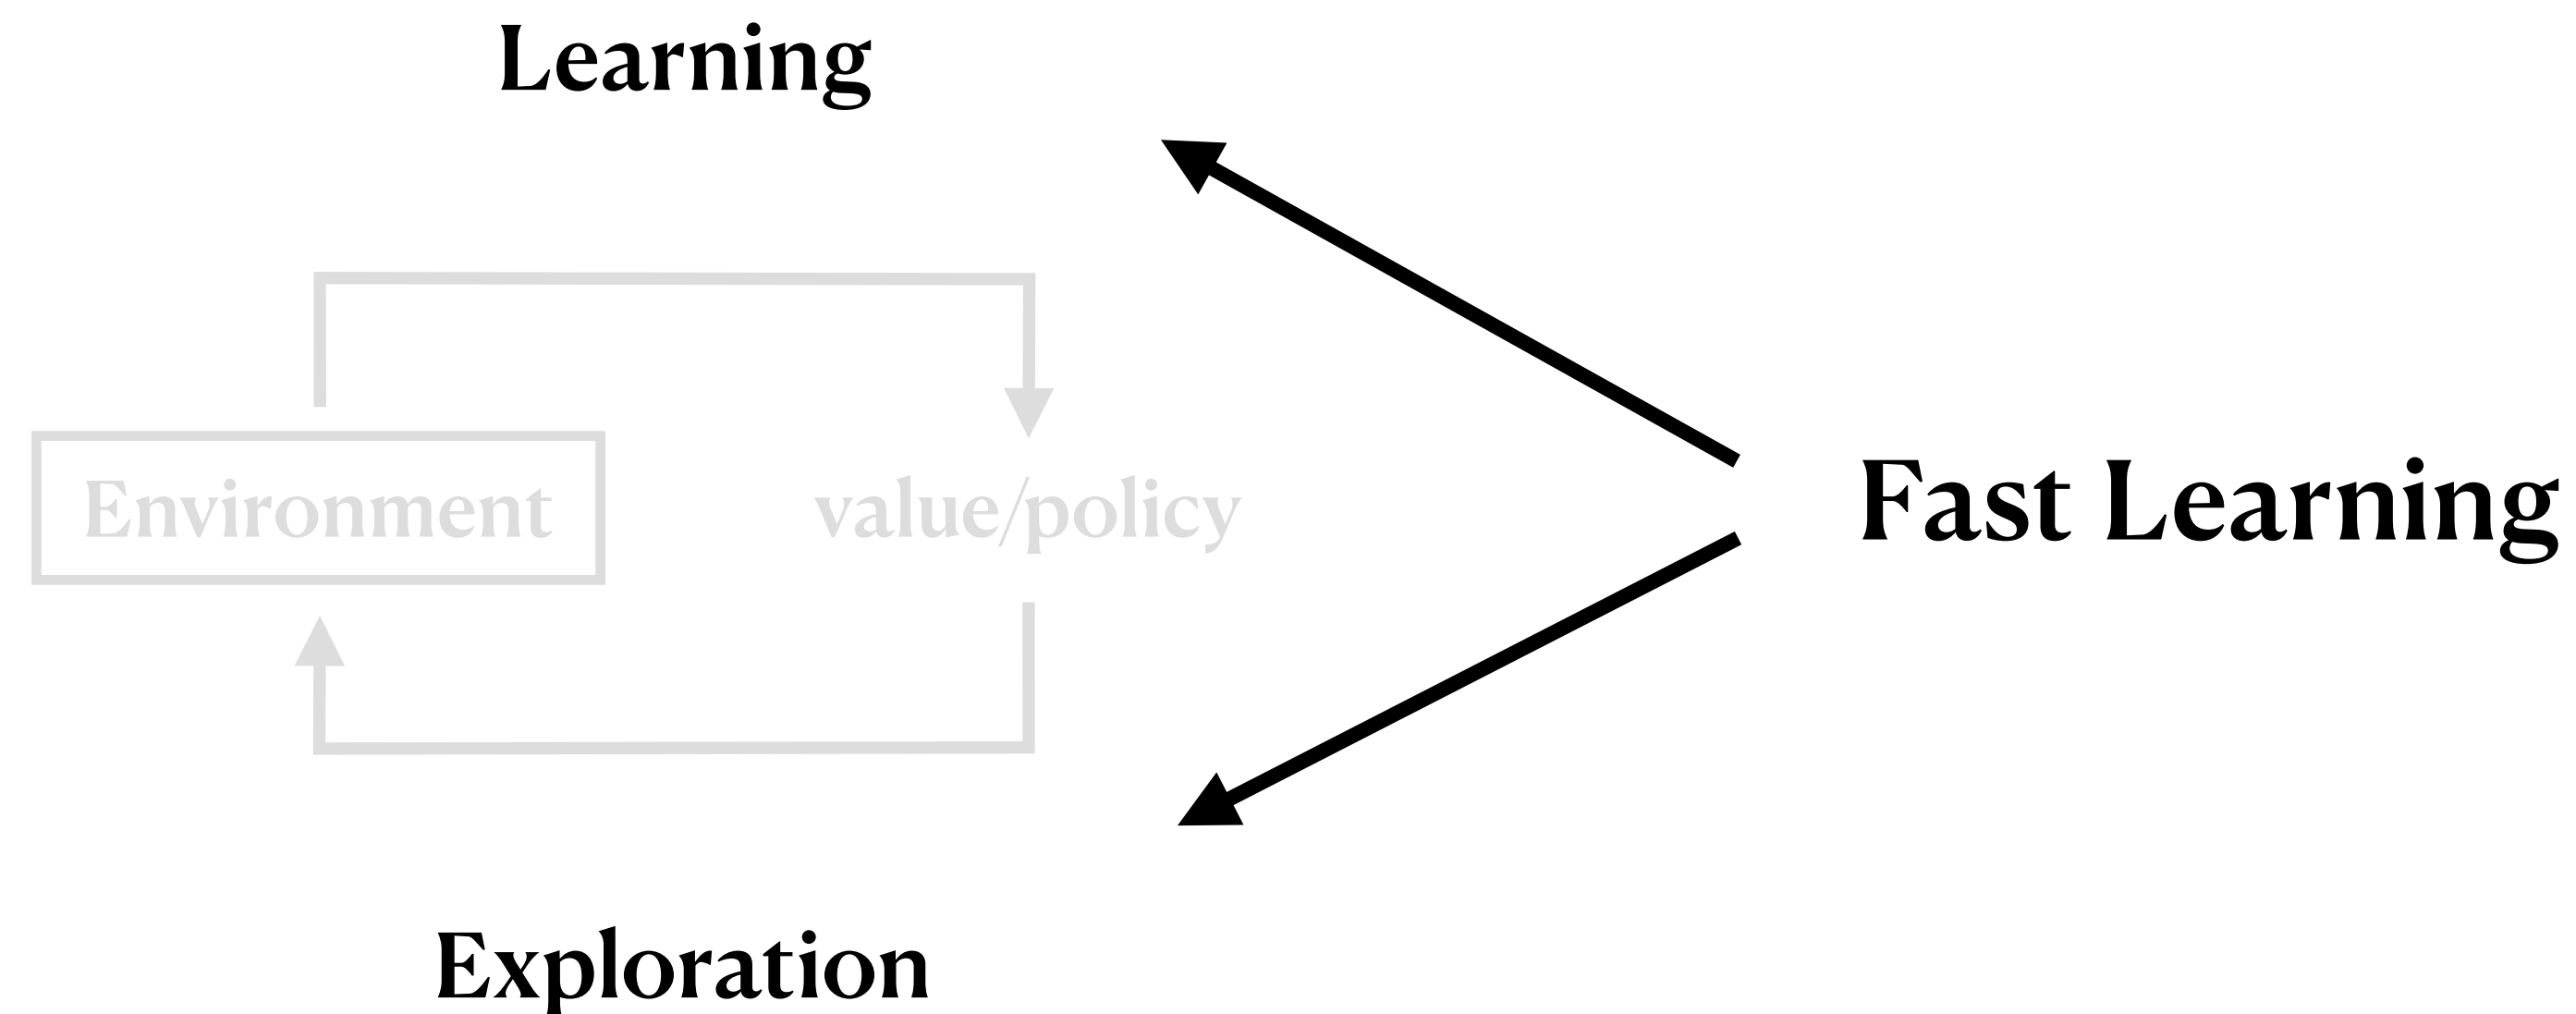 Learning
Environment
value/policy
Fast Learning
Exploration